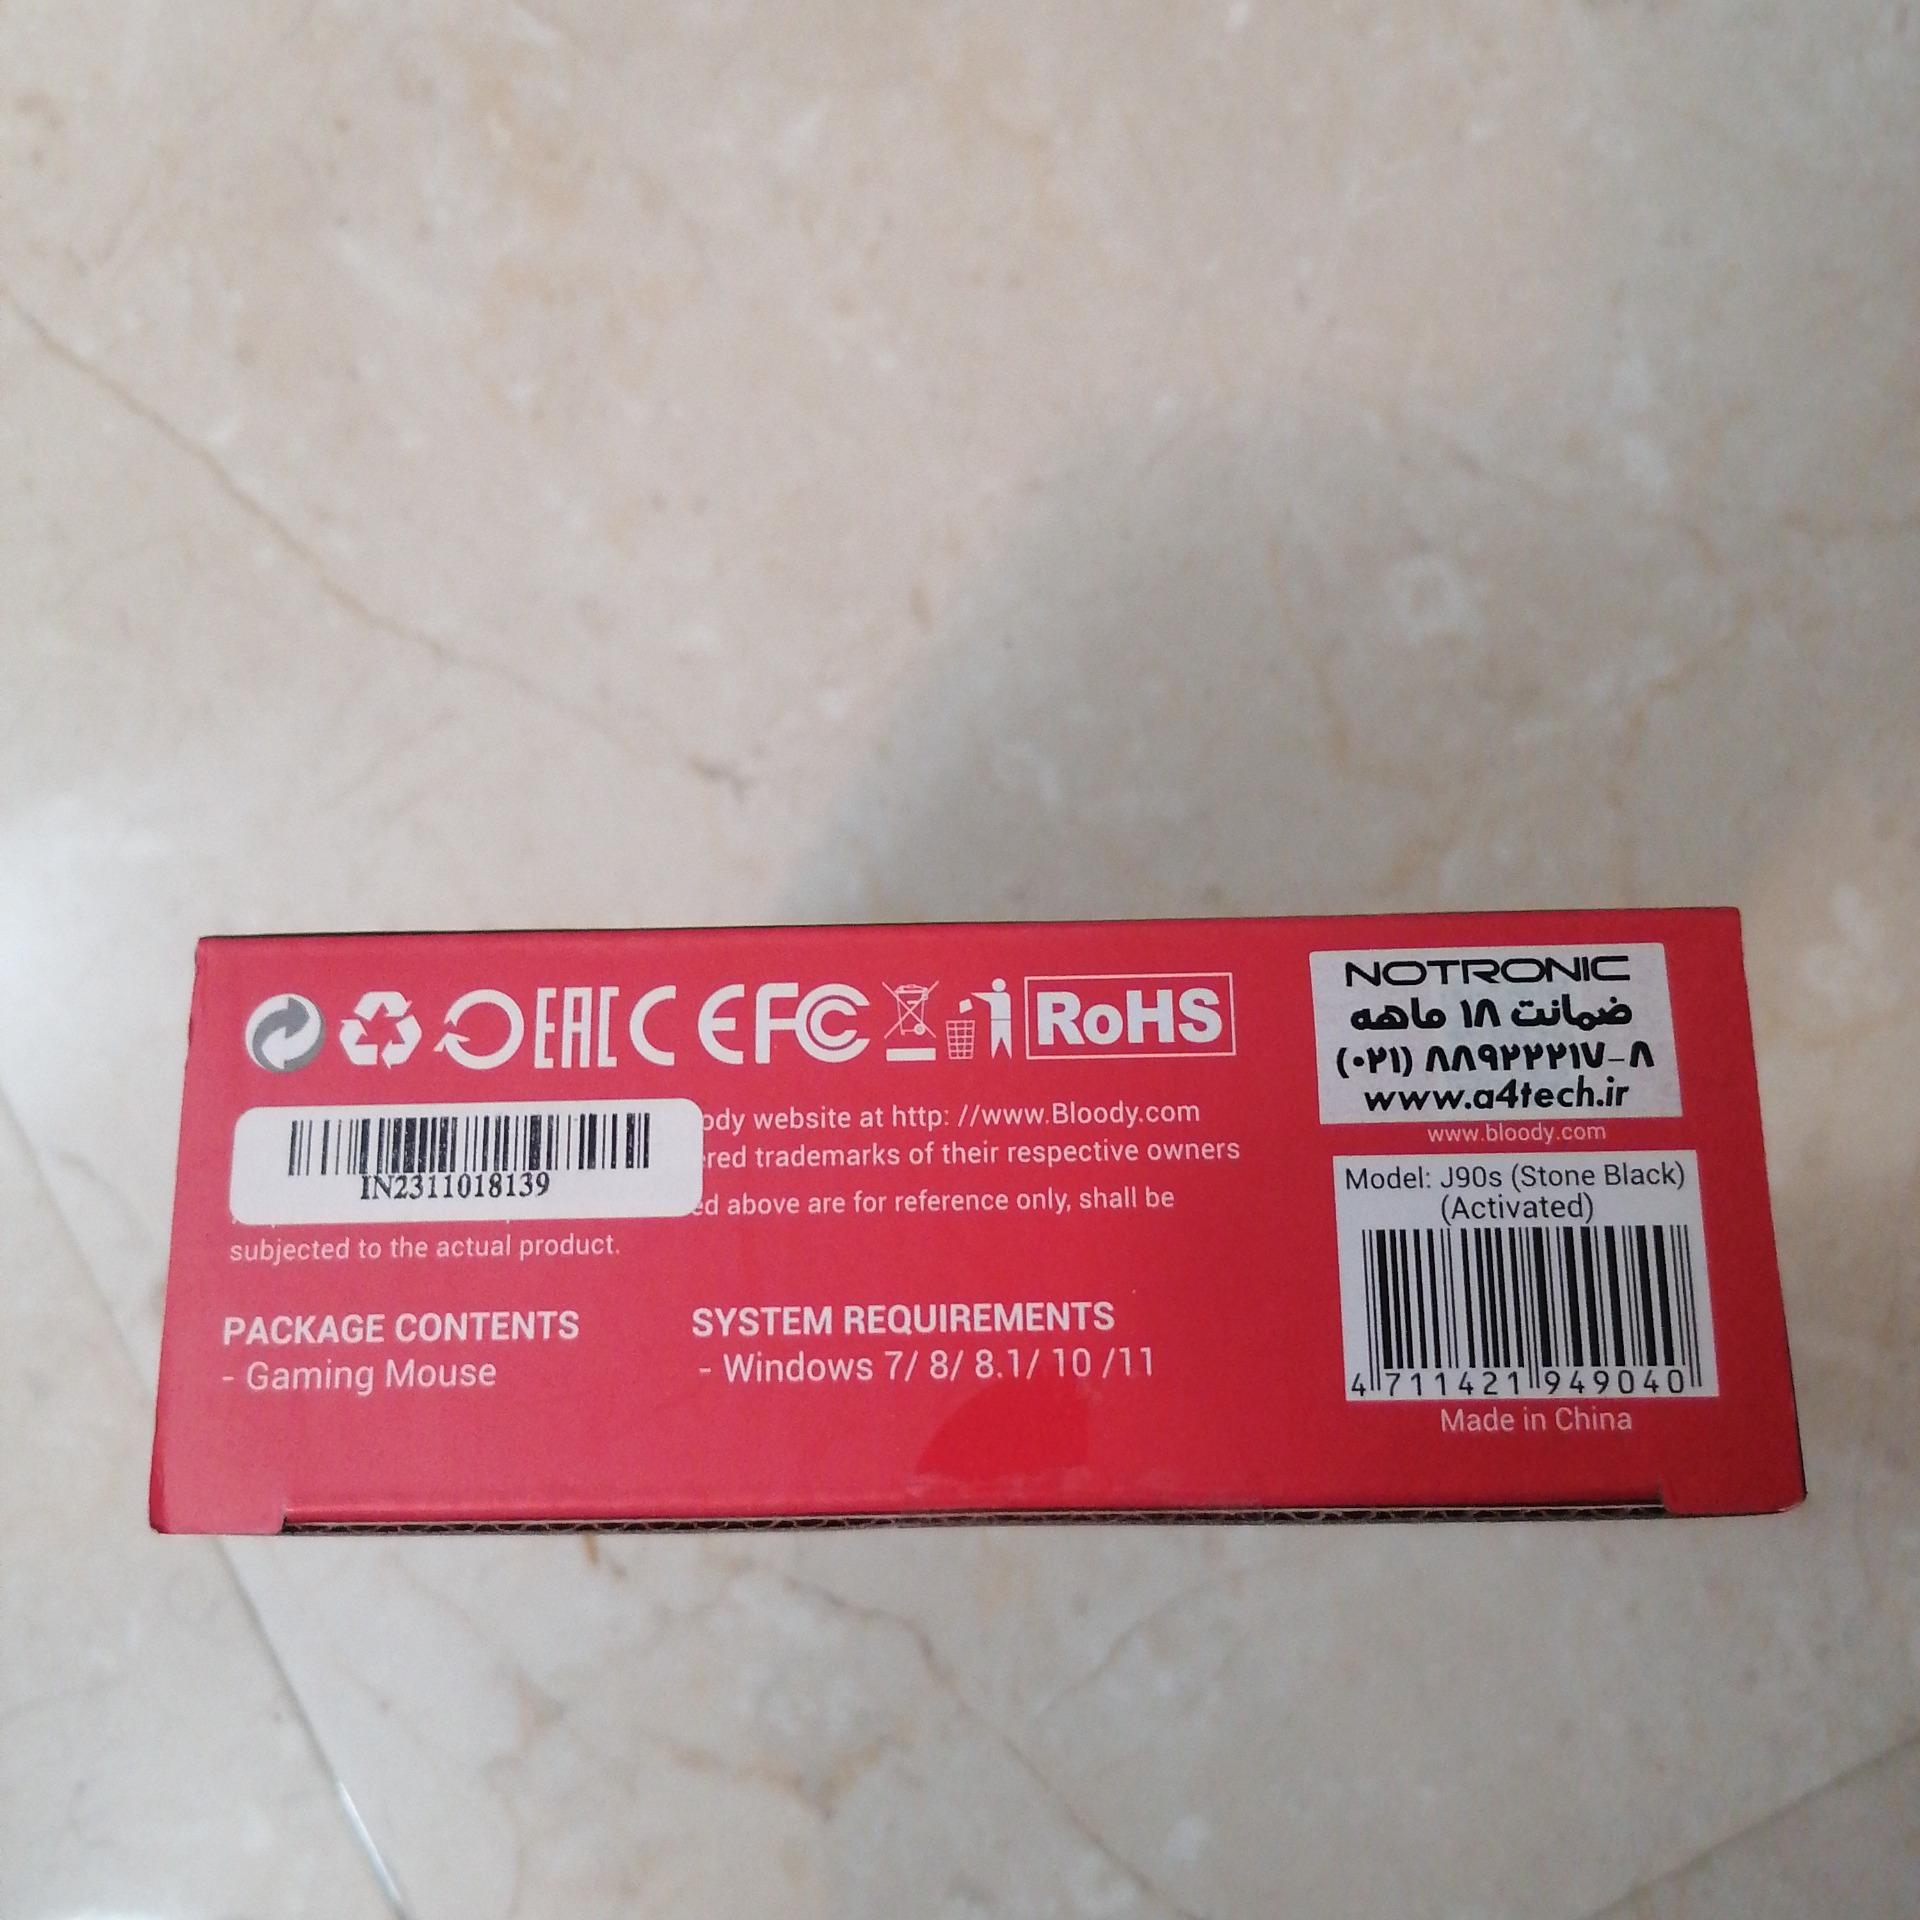 EAC CE FC RoHS
IN2311018139
ody website at http: //www.Bloody.com
red trademarks of their respective owners
ed above are for reference only, shall be
subjected to the actual product.
PACKAGE CONTENTS
- Gaming Mouse
SYSTEM REQUIREMENTS
- Windows 7/ 8/ 8.1/ 10 /11
NOTRONIC
ضمانت ۱۸ ماهه
(۰۲۱) ۸۸۹۲۲۲۱۷-۸
www.a4tech.ir
www.bloody.com
Model: J90s (Stone Black)
(Activated)
4 711421 949040
Made in China